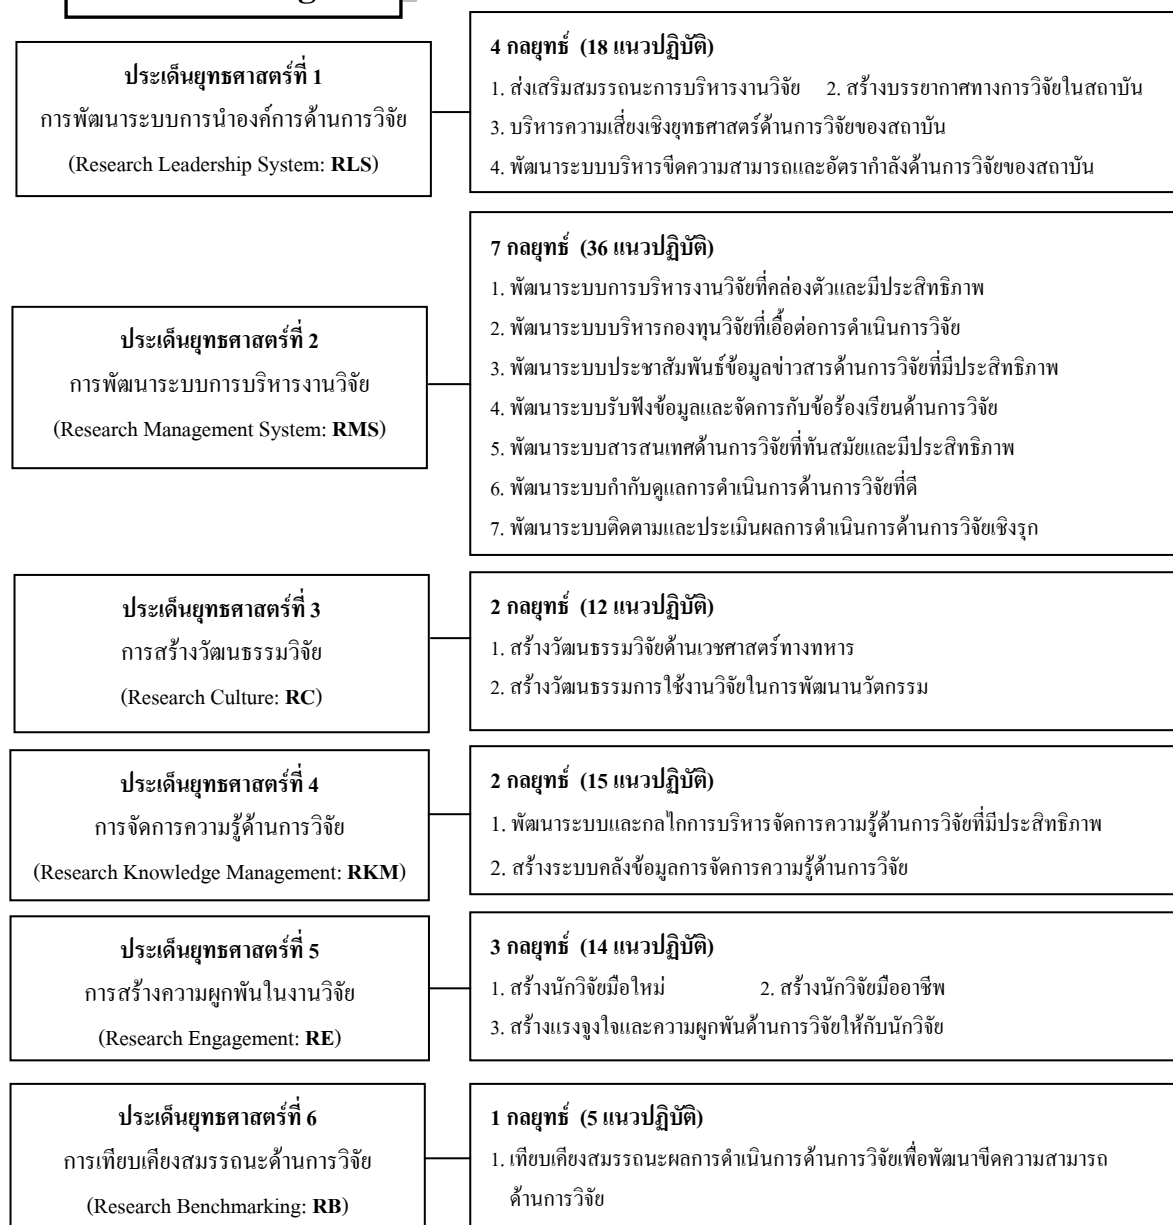 ประเด็นยุทธศาสตร์ที่ 1
การพัฒนาระบบการนำองค์การด้านการวิจัย
(Research Leadership System: RLS)
4 กลยุทธ์ (18 แนวปฏิบัติ)
1. ส่งเสริมสมรรถนะการบริหารงานวิจัย 2. สร้างบรรยากาศทางการวิจัยในสถาบัน
3. บริหารความเสี่ยงเชิงยุทธศาสตร์ด้านการวิจัยของสถาบัน
4. พัฒนาระบบบริหารขีดความสามารถและอัตรากำลังด้านการวิจัยของสถาบัน
ประเด็นยุทธศาสตร์ที่ 2
การพัฒนาระบบการบริหารงานวิจัย
(Research Management System: RMS)
7 กลยุทธ์ (36 แนวปฏิบัติ)
1. พัฒนาระบบการบริหารงานวิจัยที่คล่องตัวและมีประสิทธิภาพ
2. พัฒนาระบบบริหารกองทุนวิจัยที่เอื้อต่อการดำเนินการวิจัย
3. พัฒนาระบบประชาสัมพันธ์ข้อมูลข่าวสารด้านการวิจัยที่มีประสิทธิภาพ
4. พัฒนาระบบรับฟังข้อมูลและจัดการกับข้อร้องเรียนด้านการวิจัย
5. พัฒนาระบบสารสนเทศด้านการวิจัยที่ทันสมัยและมีประสิทธิภาพ
6. พัฒนาระบบกำกับดูแลการดำเนินการด้านการวิจัยที่ดี
7. พัฒนาระบบติดตามและประเมินผลการดำเนินการด้านการวิจัยเชิงรุก
ประเด็นยุทธศาสตร์ที่ 3
การสร้างวัฒนธรรมวิจัย
(Research Culture: RC)
2 กลยุทธ์ (12 แนวปฏิบัติ)
1. สร้างวัฒนธรรมวิจัยด้านเวชศาสตร์ทางทหาร
2. สร้างวัฒนธรรมการใช้งานวิจัยในการพัฒนานวัตกรรม
ประเด็นยุทธศาสตร์ที่ 4
การจัดการความรู้ด้านการวิจัย
(Research Knowledge Management: RKM)
2 กลยุทธ์ (15 แนวปฏิบัติ)
1. พัฒนาระบบและกลไกการบริหารจัดการความรู้ด้านการวิจัยที่มีประสิทธิภาพ
2. สร้างระบบคลังข้อมูลการจัดการความรู้ด้านการวิจัย
ประเด็นยุทธศาสตร์ที่ 5
การสร้างความผูกพันในงานวิจัย
(Research Engagement: RE)
3 กลยุทธ์ (14 แนวปฏิบัติ)
1. สร้างนักวิจัยมือใหม่ 2. สร้างนักวิจัยมืออาชีพ
3. สร้างแรงจูงใจและความผูกพันด้านการวิจัยให้กับนักวิจัย
ประเด็นยุทธศาสตร์ที่ 6
การเทียบเคียงสมรรถนะด้านการวิจัย
(Research Benchmarking: RB)
1 กลยุทธ์ (5 แนวปฏิบัติ)
1. เทียบเคียงสมรรถนะผลการดำเนินการด้านการวิจัยเพื่อพัฒนาขีดความสามารถ
ด้านการวิจัย